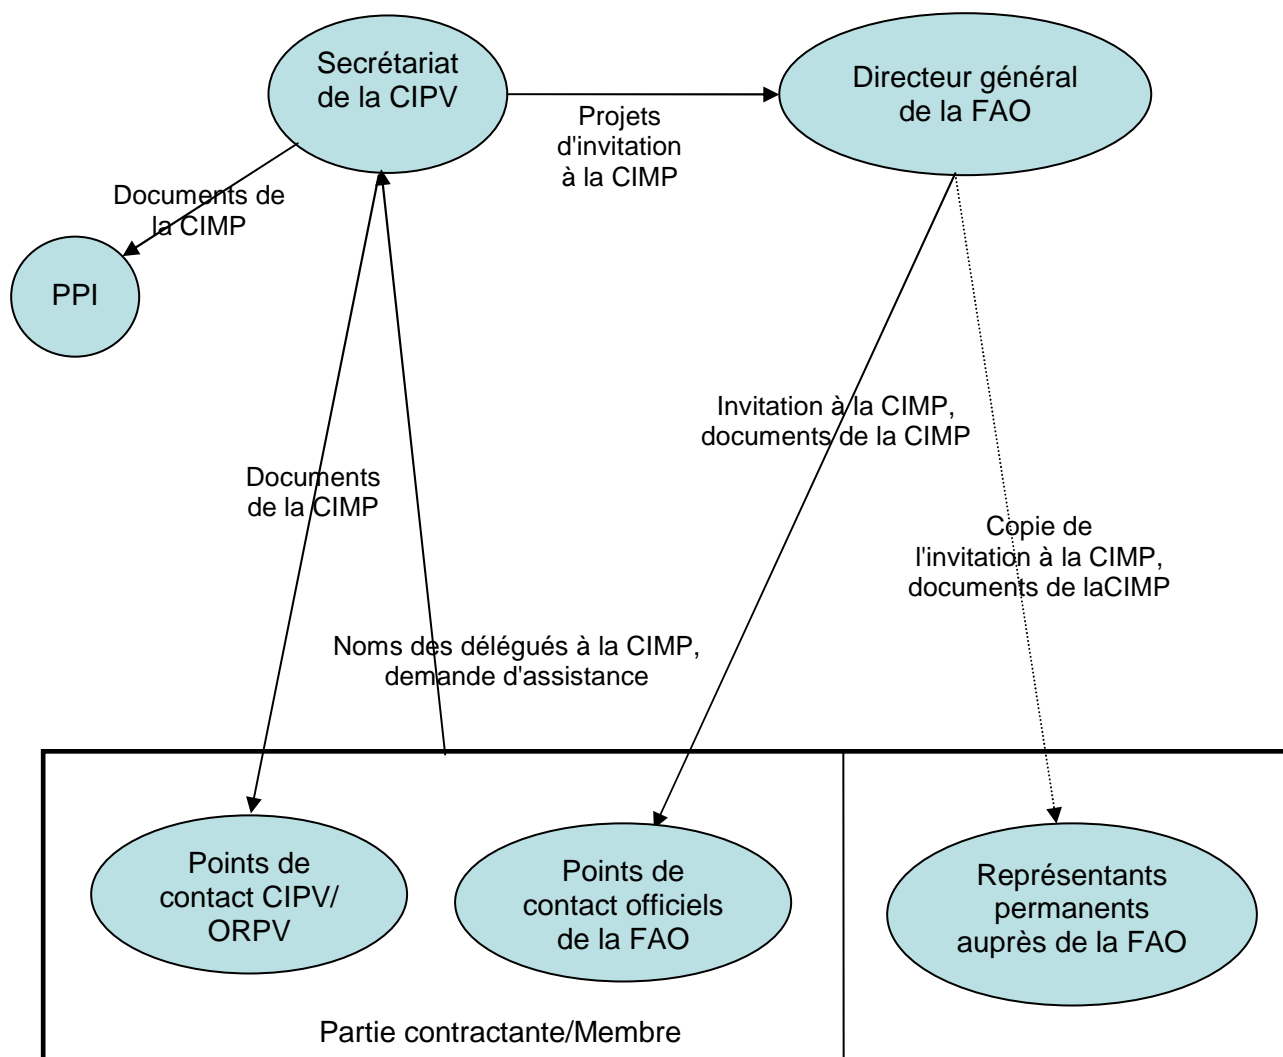 Secrétariat
de la CIPV
Directeur général
de la FAO
Projets
d'invitation
à la CIMP
Documents de
la CIMP
PPI
Invitation à la CIMP,
documents de la CIMP
Documents
de la CIMP
Copie de
l'invitation à la CIMP,
documents de laCIMP
Noms des délégués à la CIMP,
demande d'assistance
Points de
contact CIPV/
ORPV
Points de
contact officiels
de la FAO
Représentants
permanents
auprès de la FAO
Partie contractante/Membre